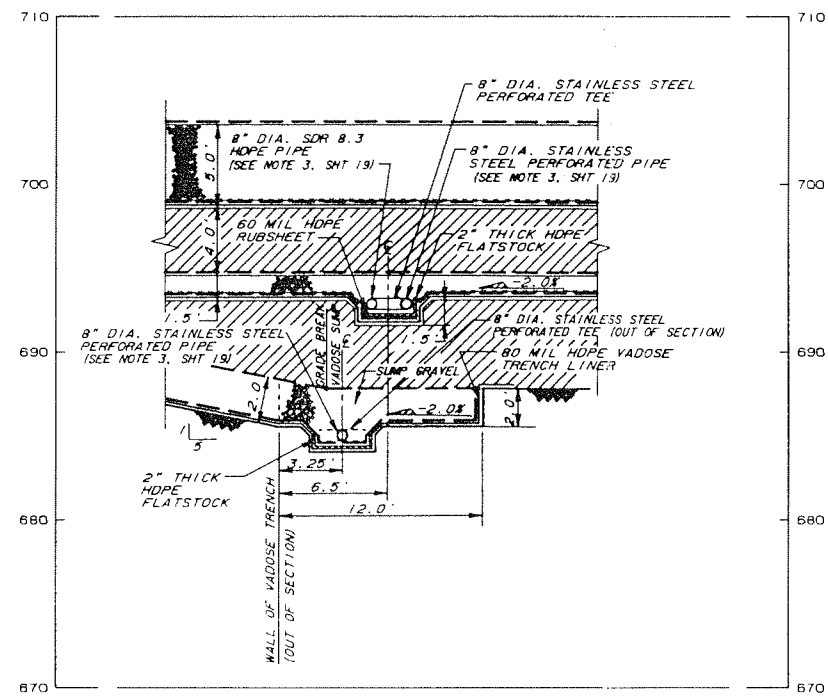 710
710
8" DIA. STAINLESS STEEL
PERFORATED TEE
8" DIA. SDR 8.3
HDPE PIPE
(SEE NOTE 3, SHT 19)
8" DIA. STAINLESS
STEEL PERFORATED PIPE
(SEE NOTE 3, SHT 19)
5.0'
700
700
60 MIL HDPE
RUBSHEET
2" THICK HDPE
FLATSTOCK
4.0'
-2.0%
1.5'
8" DIA. STAINLESS STEEL
PERFORATED PIPE
(SEE NOTE 3, SHT 19)
8" DIA. STAINLESS STEEL
PERFORATED TEE (OUT OF SECTION)
1.5'
690
690
80 MIL HDPE VADOSE
TRENCH LINER
GRADE BREAK
VADOSE SUMP
SUMP GRAVEL
2.0'
-2.0%
2.0'
1
5
2" THICK
HDPE
FLATSTOCK
3.25'
6.5'
12.0'
680
680
WALL OF VADOSE TRENCH
(OUT OF SECTION)
670
670